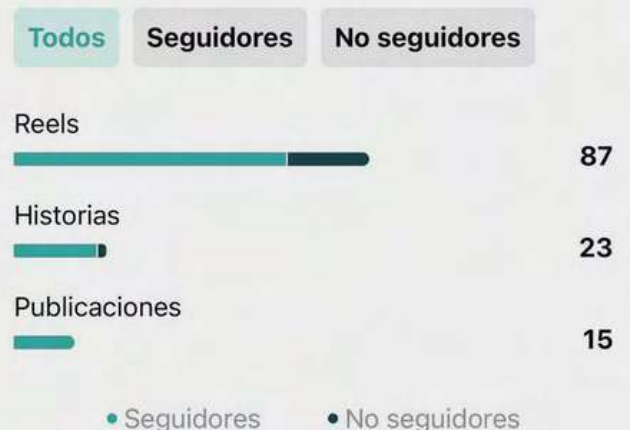 Todos Seguidores No seguidores
Reels
87
Historias
23
Publicaciones
15
Seguidores No seguidores